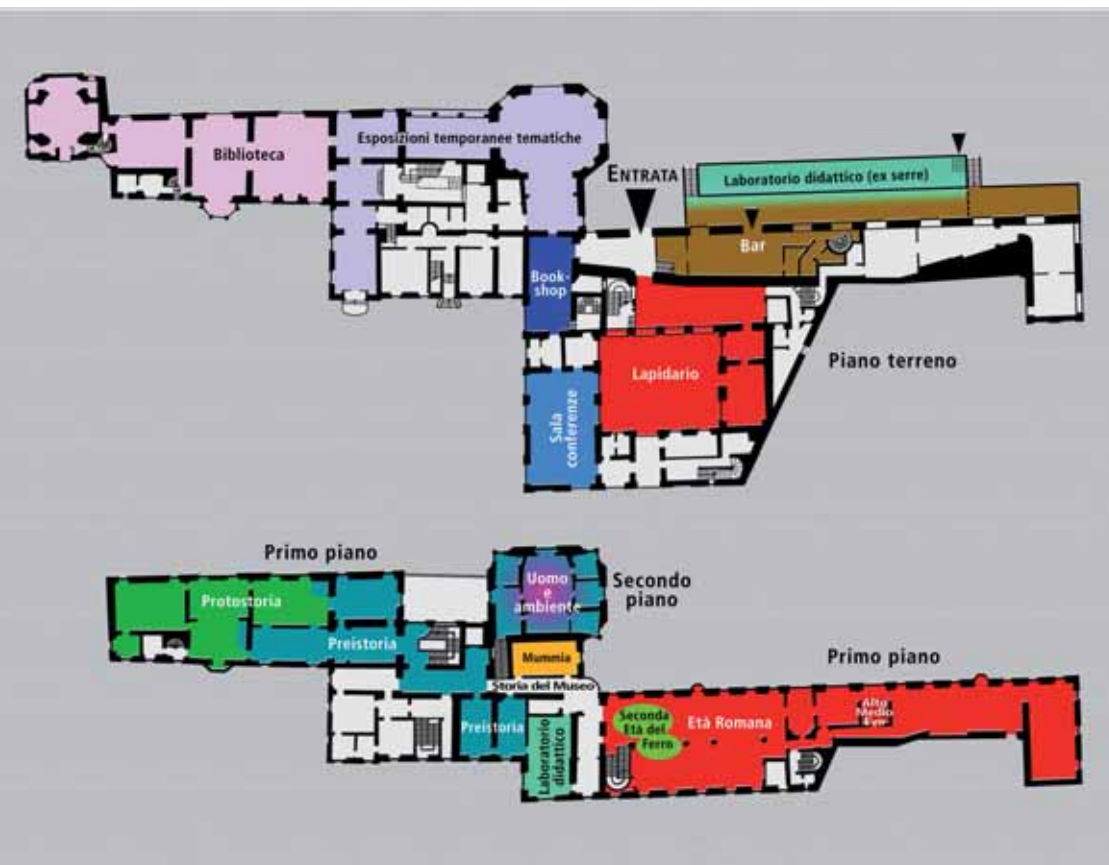 Biblioteca
Esposizioni temporanee tematiche
ENTRATA
Laboratorio didattico (ex serre)
Bar
Book-
shop
Lapidario
Sala
conferenze
Piano terreno
Primo piano
Protostoria
Preistoria
Uomo
e
ambiente
Secondo
piano
Mummia
Storia del Museo
Preistoria
Laboratorio
didattico
Primo piano
Seconda
Età del
Ferro
Età Romana
Alto
Medio
Evo